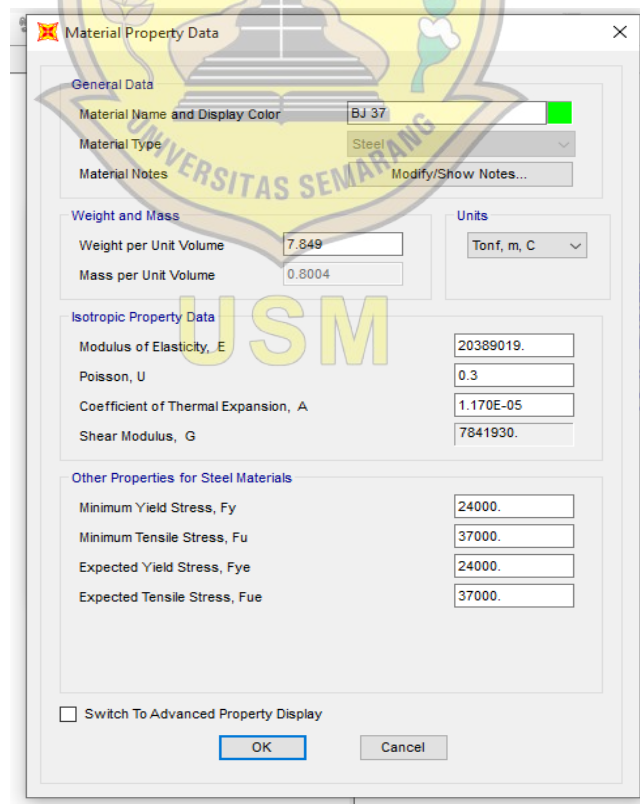 Material Property Data
General Data
Material Name and Display Color BJ 37
Material Type Steel
Material Notes Modify/Show Notes...
UNIVERSITAS SEMARANG
Weight and Mass
Weight per Unit Volume 7.849
Mass per Unit Volume 0.8004
Units
Tonf, m, C
USM
Isotropic Property Data
Modulus of Elasticity, E 20389019.
Poisson, U 0.3
Coefficient of Thermal Expansion, A 1.170E-05
Shear Modulus, G 7841930.
Other Properties for Steel Materials
Minimum Yield Stress, Fy 24000.
Minimum Tensile Stress, Fu 37000.
Expected Yield Stress, Fye 24000.
Expected Tensile Stress, Fue 37000.
Switch To Advanced Property Display
OK Cancel